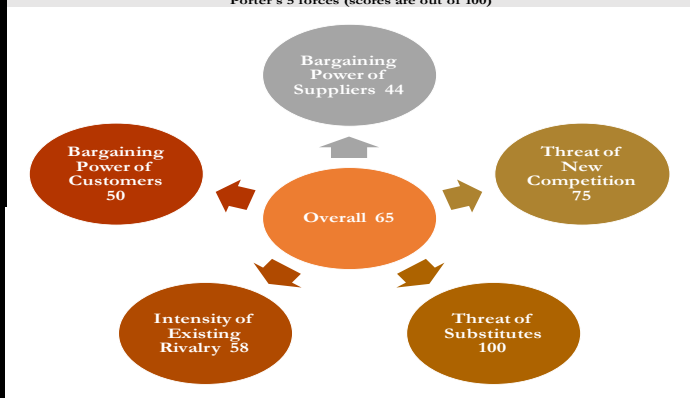 Porter's 5 forces (scores are out of 100)
Bargaining
Power of
Suppliers 44
Bargaining
Power of
Customers
50
Threat of
New
Competition
75
Overall 65
Intensity of
Existing
Rivalry 58
Threat of
Substitutes
100